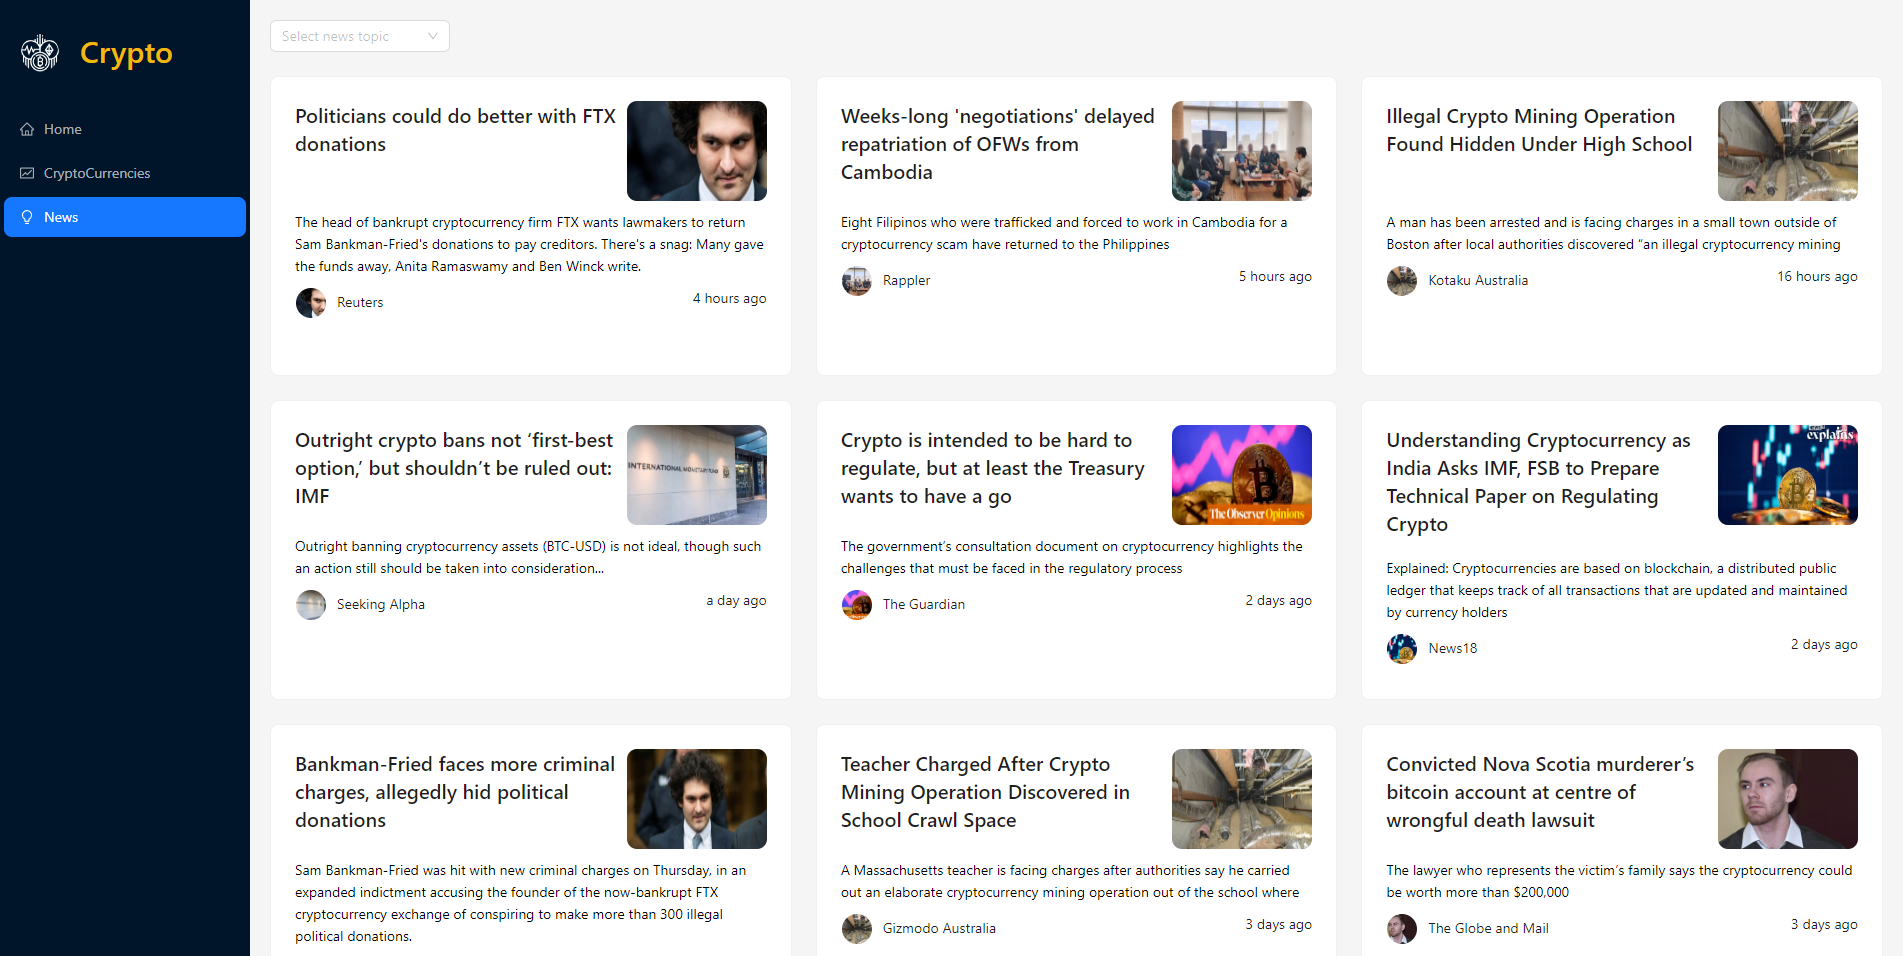 Crypto
Home
CryptoCurrencies
News
Select news topic
Politicians could do better with FTX
donations
The head of bankrupt cryptocurrency firm FTX wants lawmakers to return
Sam Bankman-Fried's donations to pay creditors. There's a snag: Many gave
the funds away, Anita Ramaswamy and Ben Winck write.
Reuters
4 hours ago
Weeks-long 'negotiations' delayed
repatriation of OFWs from
Cambodia
Eight Filipinos who were trafficked and forced to work in Cambodia for a
cryptocurrency scam have returned to the Philippines
Rappler
5 hours ago
Illegal Crypto Mining Operation
Found Hidden Under High School
A man has been arrested and is facing charges in a small town outside of
Boston after local authorities discovered “an illegal cryptocurrency mining
Kotaku Australia
16 hours ago
Outright crypto bans not ‘first-best
option,’ but shouldn’t be ruled out:
IMF
INTERNATIONAL MONETARY FUND
Outright banning cryptocurrency assets (BTC-USD) is not ideal, though such
an action still should be taken into consideration...
Seeking Alpha
a day ago
Crypto is intended to be hard to
regulate, but at least the Treasury
wants to have a go
The Observer Opinions
The government’s consultation document on cryptocurrency highlights the
challenges that must be faced in the regulatory process
The Guardian
2 days ago
Understanding Cryptocurrency as
India Asks IMF, FSB to Prepare
Technical Paper on Regulating
Crypto
explains
Explained: Cryptocurrencies are based on blockchain, a distributed public
ledger that keeps track of all transactions that are updated and maintained
by currency holders
News18
2 days ago
Bankman-Fried faces more criminal
charges, allegedly hid political
donations
Sam Bankman-Fried was hit with new criminal charges on Thursday, in an
expanded indictment accusing the founder of the now-bankrupt FTX
cryptocurrency exchange of conspiring to make more than 300 illegal
political donations.
Teacher Charged After Crypto
Mining Operation Discovered in
School Crawl Space
A Massachusetts teacher is facing charges after authorities say he carried
out an elaborate cryptocurrency mining operation out of the school where
Gizmodo Australia
3 days ago
Convicted Nova Scotia murderer’s
bitcoin account at centre of
wrongful death lawsuit
The lawyer who represents the victim’s family says the cryptocurrency could
be worth more than $200,000
The Globe and Mail
3 days ago